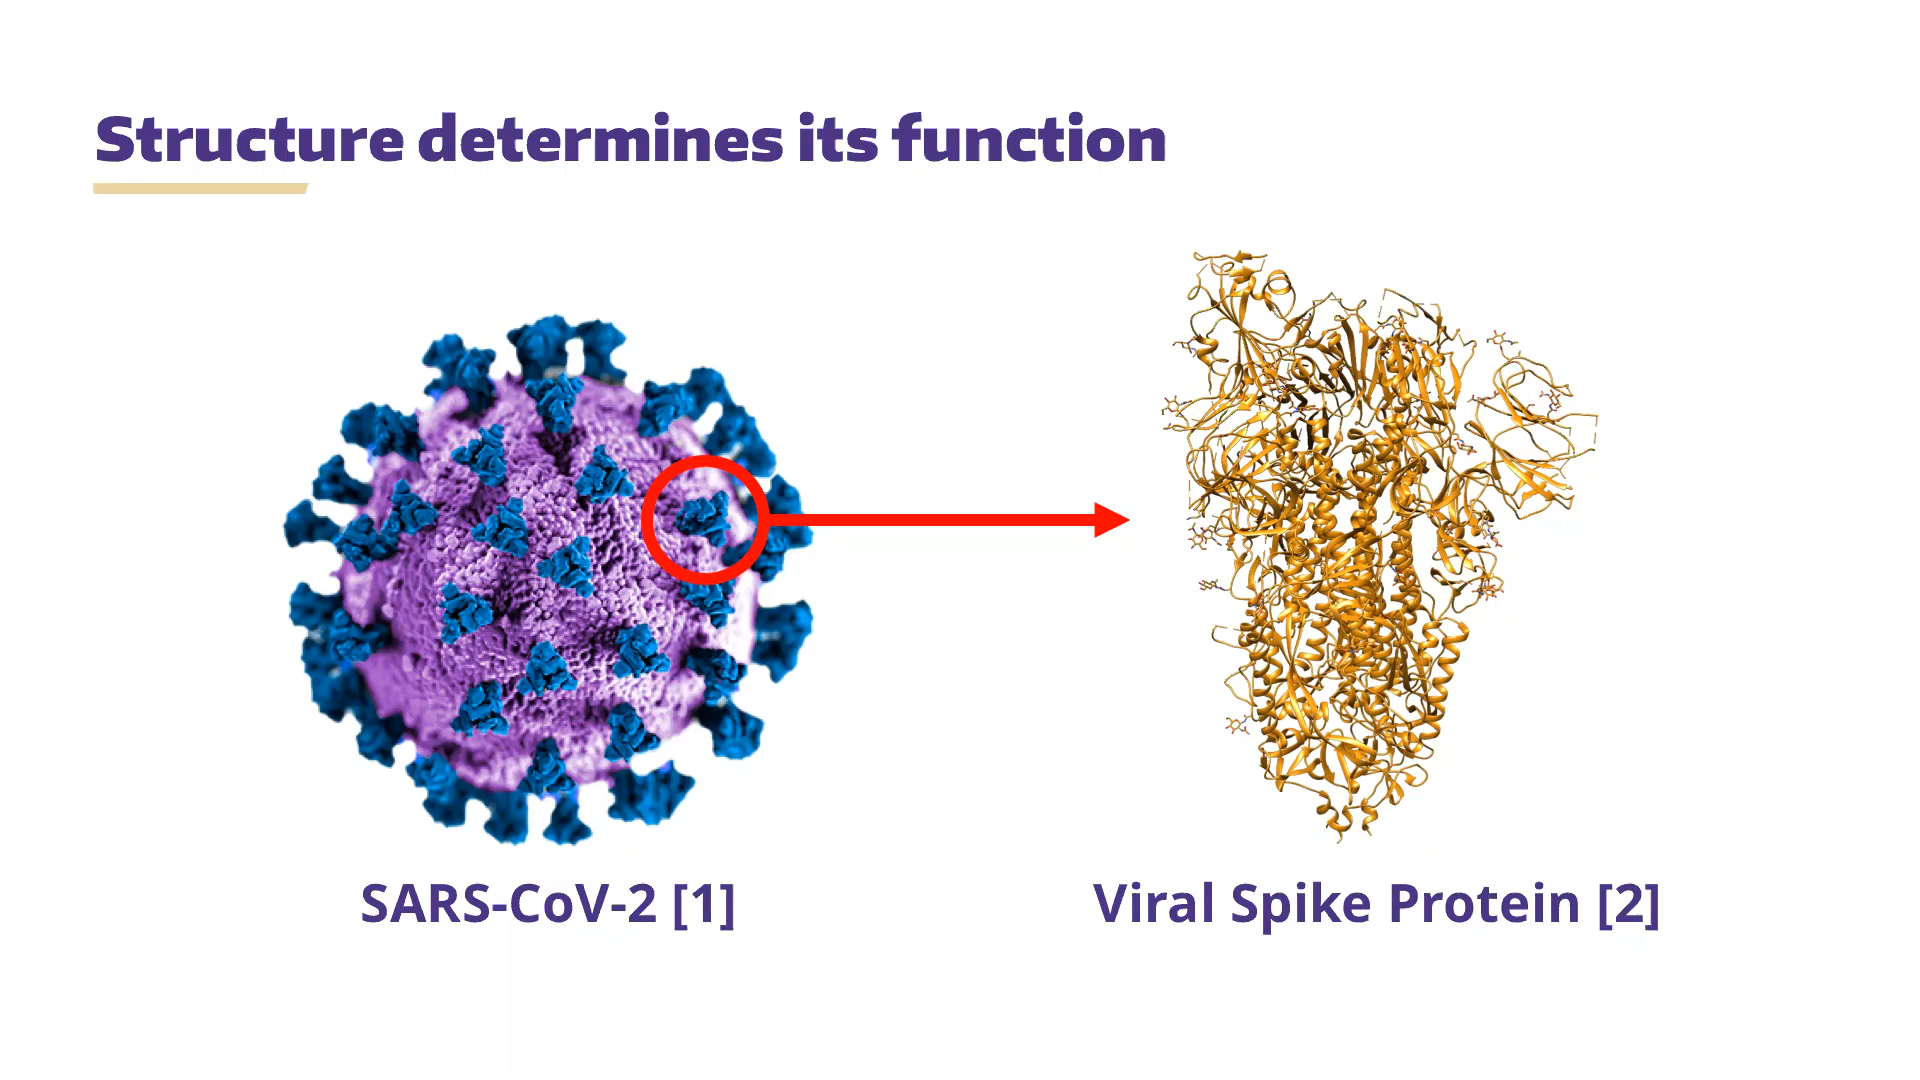 Structure determines its function
SARS-CoV-2 [1]
Viral Spike Protein [2]